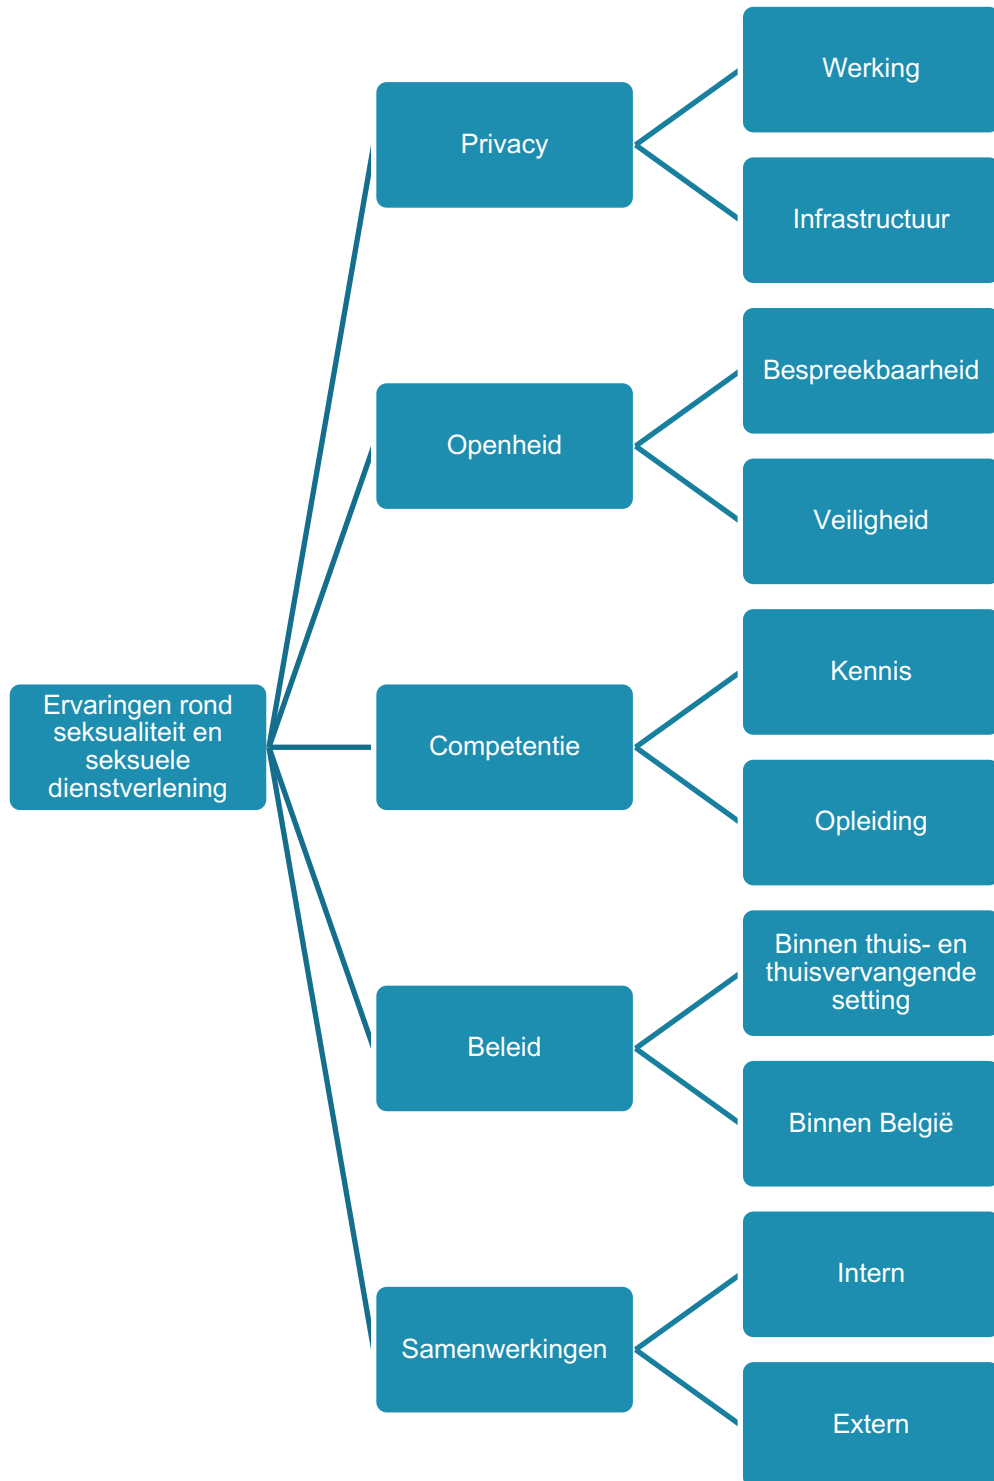 Ervaringen rond
seksualiteit en
seksuele
dienstverlening
Privacy
Werking
Infrastructuur
Openheid
Bespreekbaarheid
Veiligheid
Competentie
Kennis
Opleiding
Beleid
Binnen thuis- en
thuisvervangende
setting
Binnen België
Samenwerkingen
Intern
Extern